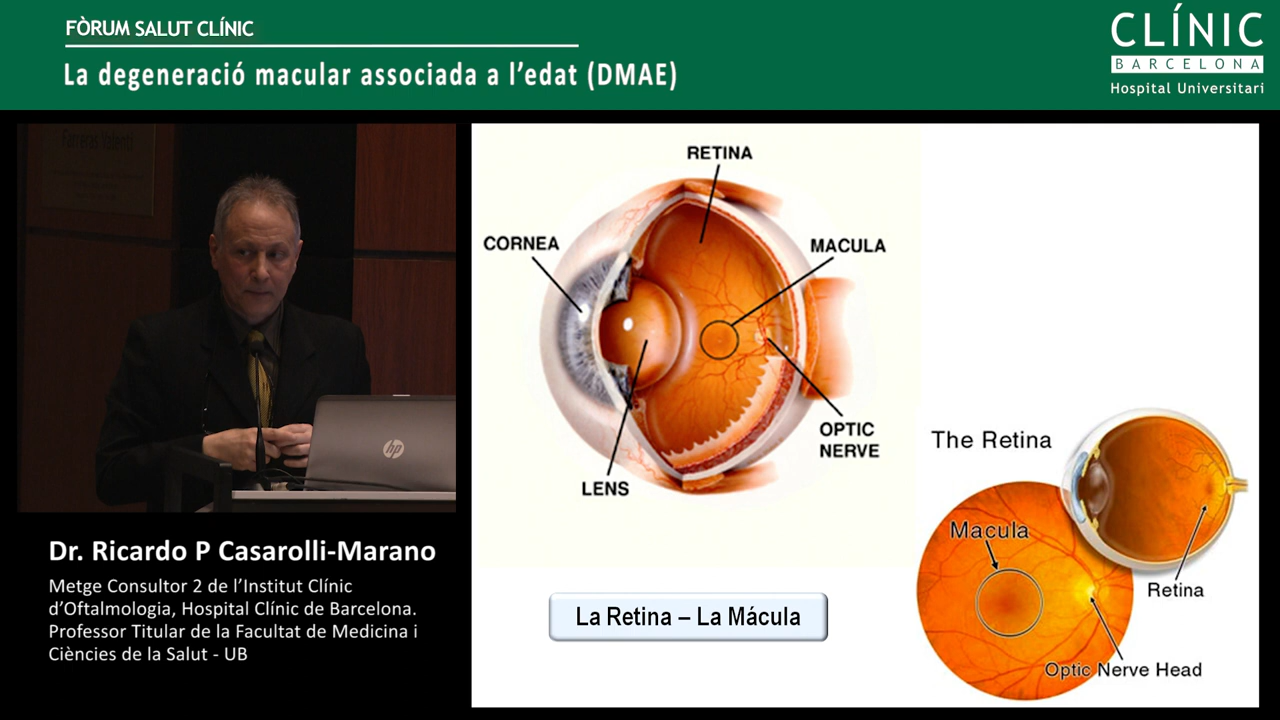 FÒRUM SALUT CLÍNIC
La degeneració macular associada a l'edat (DMAE)
CLÍNIC
BARCELONA
Hospital Universitari
Farreras Valentí
hp
Dr. Ricardo P Casarolli-Marano
Metge Consultor 2 de l'Institut Clínic
d'Oftalmologia, Hospital Clínic de Barcelona.
Professor Titular de la Facultat de Medicina i
Ciències de la Salut - UB
RETINA
CORNEA
MACULA
OPTIC
NERVE
LENS
The Retina
Macula
Retina
Optic Nerve Head
La Retina – La Mácula